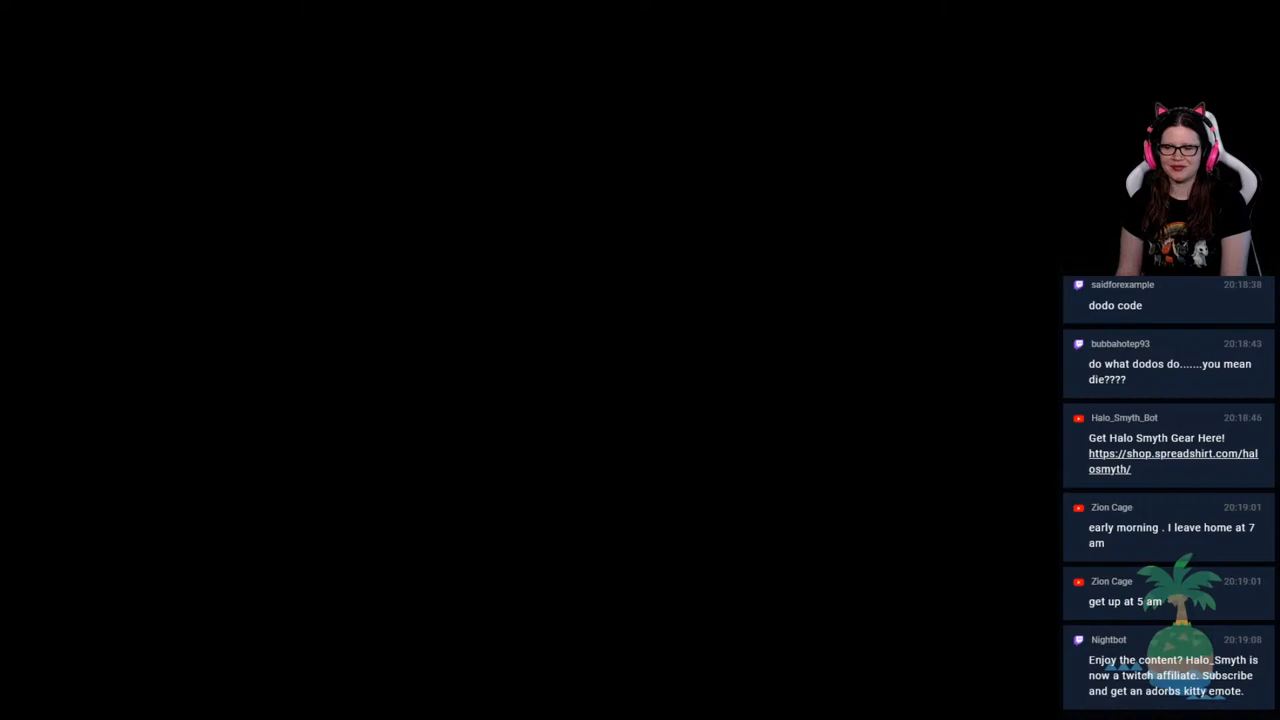 saidforexample 20:18:38
dodo code
bubbahotep93 20:18:43
do what dodos do.......you mean
die????
Halo_Smyth_Bot 20:18:46
Get Halo Smyth Gear Here!
https://shop.spreadshirt.com/hal
osmyth/
Zion Cage 20:19:01
early morning . I leave home at 7
am
Zion Cage 20:19:01
get up at 5 am
Nightbot 20:19:08
Enjoy the content? Halo_Smyth is
now a twitch affiliate. Subscribe
and get an adorbs kitty emote.